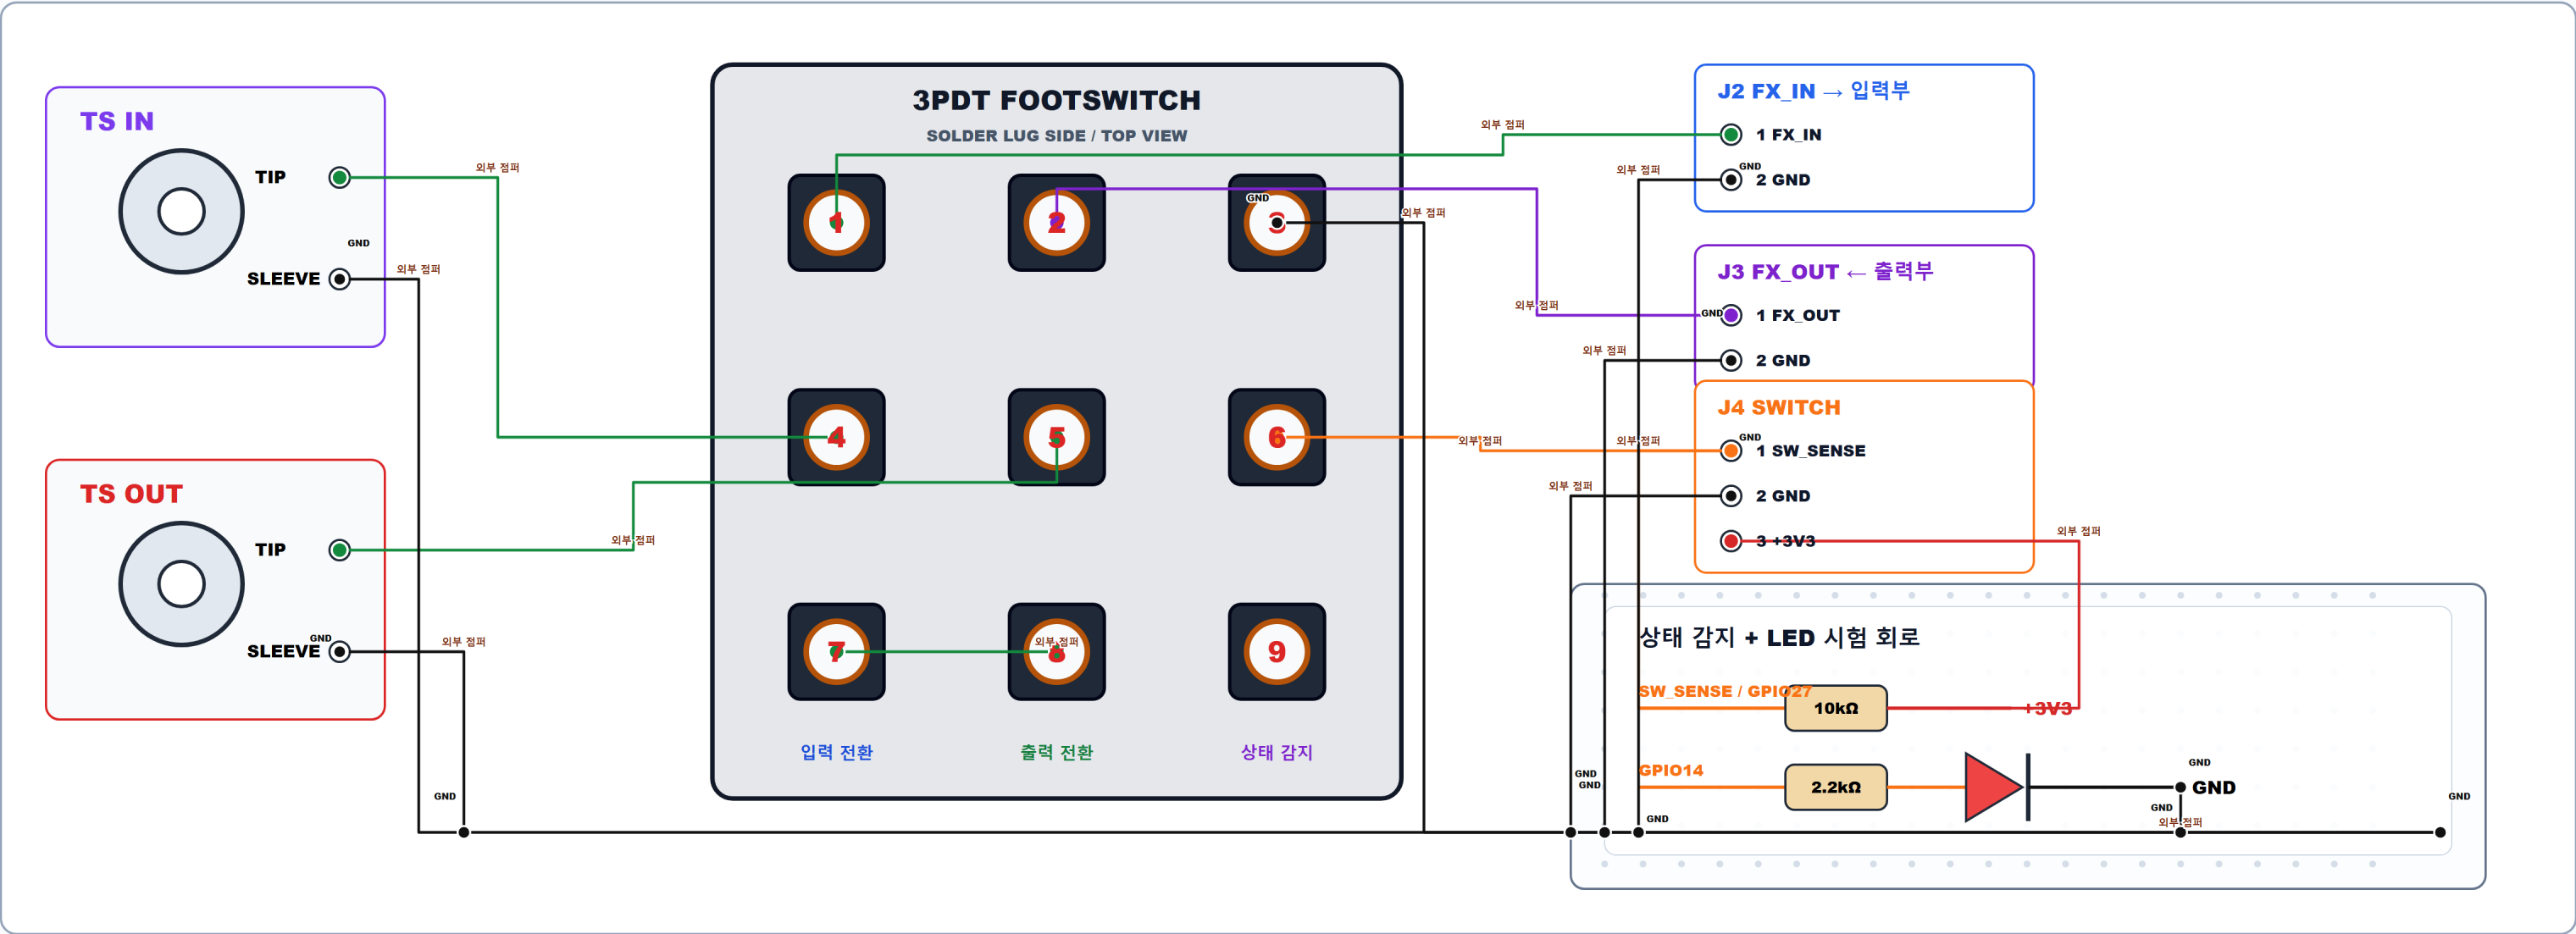 TS IN
TIP
외부 점퍼
GND
SLEEVE
외부 점퍼
TS OUT
TIP
외부 점퍼
GND
SLEEVE
외부 점퍼
GND
3PDT FOOTSWITCH
SOLDER LUG SIDE / TOP VIEW
1
2
GND
3
외부 점퍼
4
5
6
외부 점퍼
7
외부 점퍼
8
9
입력 전환
출력 전환
상태 감지
외부 점퍼
J2 FX_IN → 입력부
1 FX_IN
외부 점퍼
GND
2 GND
J3 FX_OUT ← 출력부
외부 점퍼
GND
1 FX_OUT
외부 점퍼
2 GND
J4 SWITCH
외부 점퍼
GND
1 SW_SENSE
외부 점퍼
2 GND
3 +3V3
외부 점퍼
상태 감지 + LED 시험 회로
SW_SENSE / GPIO27
10kΩ
+3V3
GPIO14
2.2kΩ
GND
GND
GND
GND
GND
GND
외부 점퍼
GND
GND